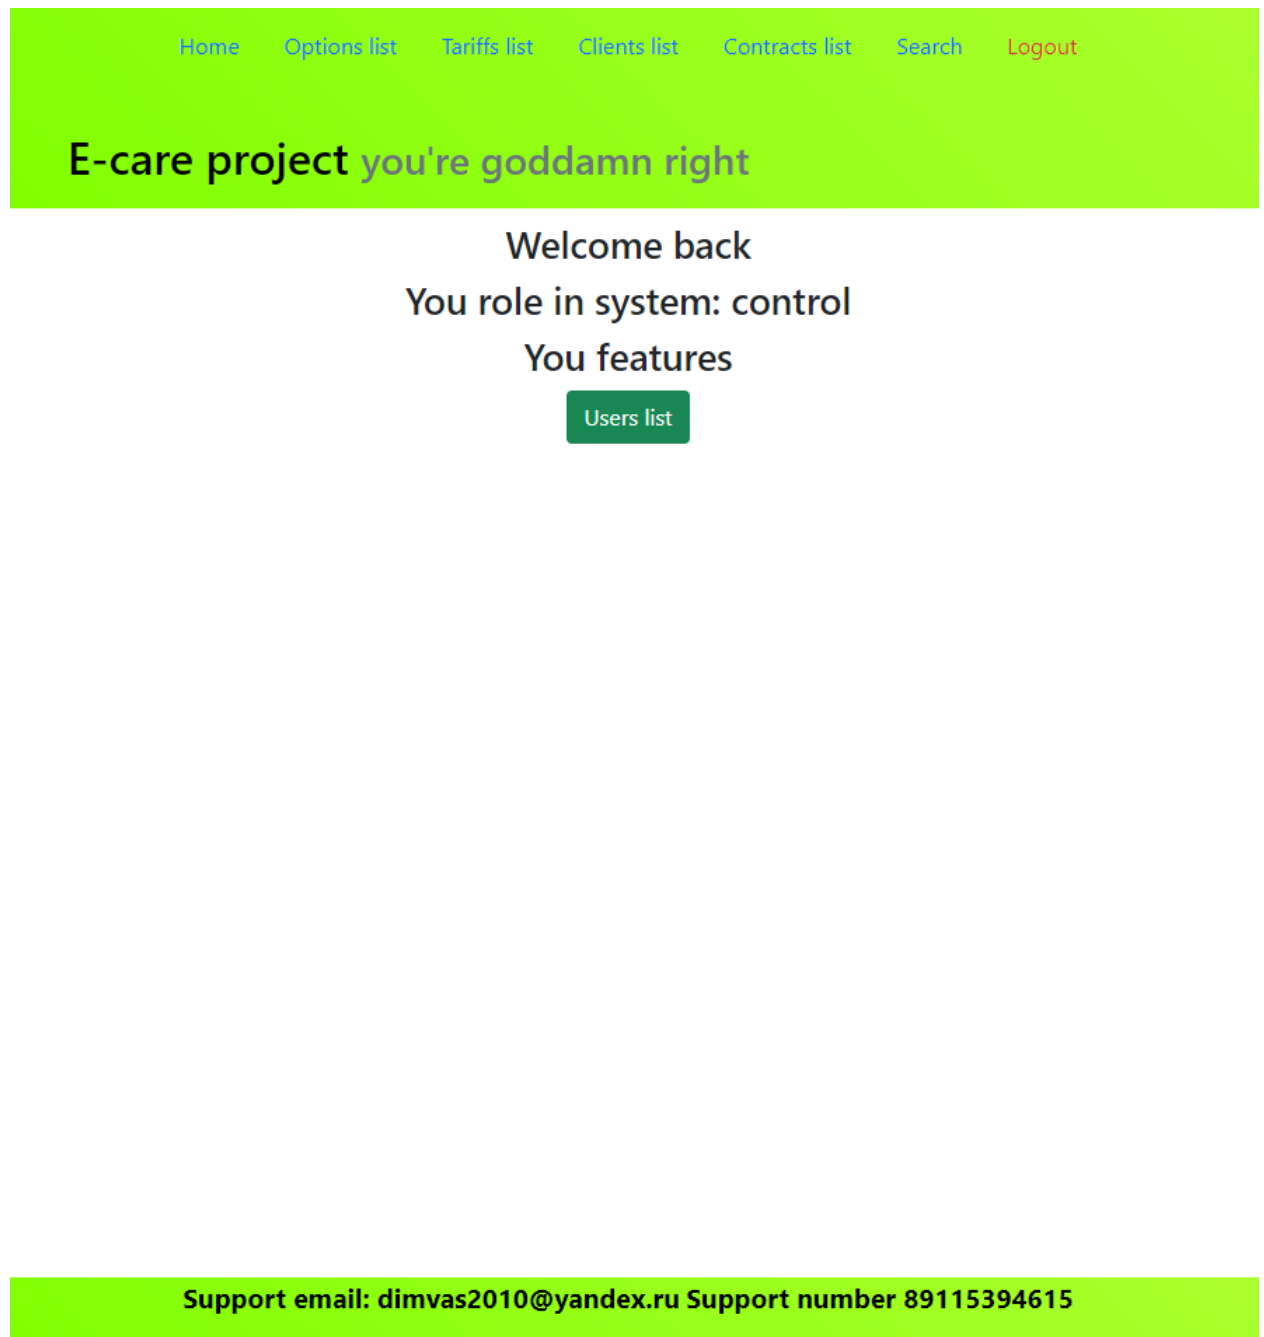 Home Options list Tariffs list Clients list Contracts list Search Logout
E-care project you're goddamn right
Welcome back
You role in system: control
You features
Users list
Support email: dimvas2010@yandex.ru Support number 89115394615